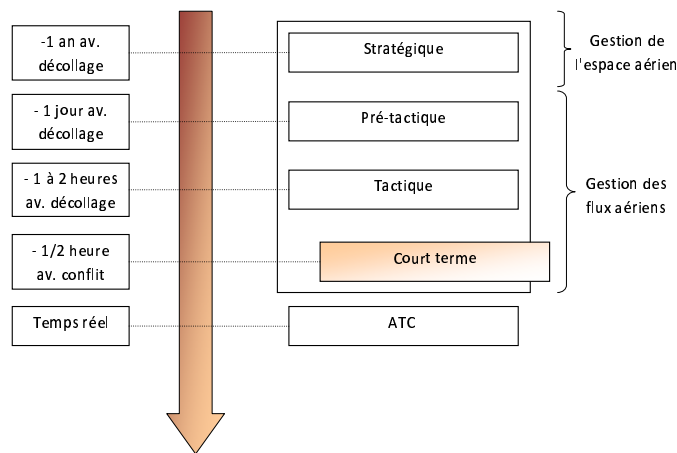 -1 an av.
décollage
Stratégique
Gestion de
l'espace aérien
- 1 jour av.
décollage
Pré-tactique
- 1 à 2 heures
av. décollage
Tactique
Gestion des
flux aériens
- 1/2 heure
av. conflit
Court terme
Temps réel
ATC